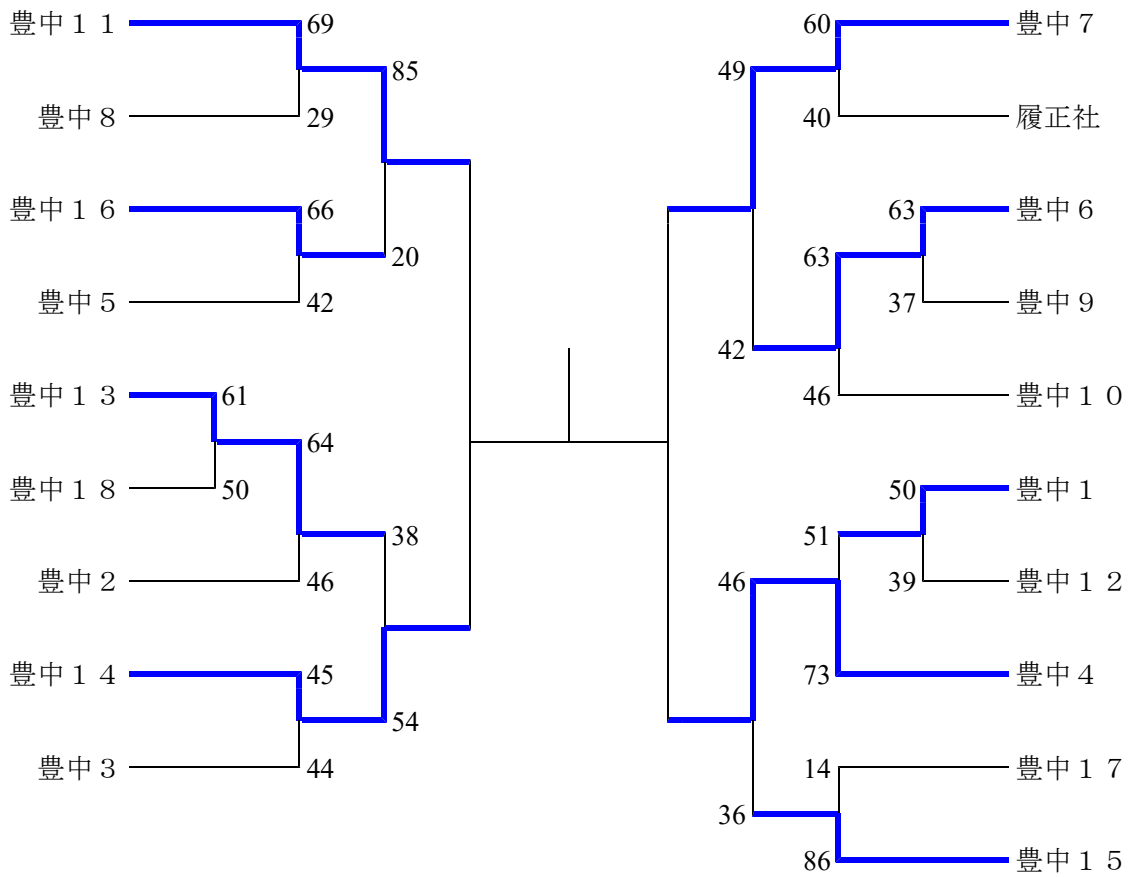 豊中１１ 69 60 豊中７
49 85
豊中８ 29 40 履正社
豊中１６ 66 63 豊中６
20 63
豊中５ 42 37 豊中９
42
豊中１３ 61 46 豊中１０
64
豊中１８ 50 50 豊中１
38 51
豊中２ 46 46 39 豊中１２
豊中１４ 45 73 豊中４
54
豊中３ 44 14 豊中１７
36
86 豊中１５